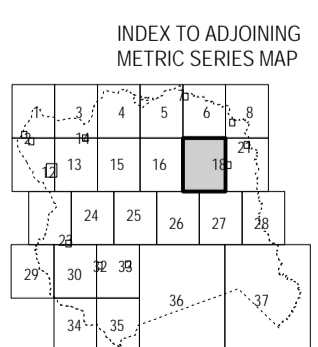 INDEX TO ADJOINING
METRIC SERIES MAP
7
1 3 4 5 6 8
2 14 21
12 13 15 16 18
24 25 26 27 28
23
29 30 32 33 36 37
34 35